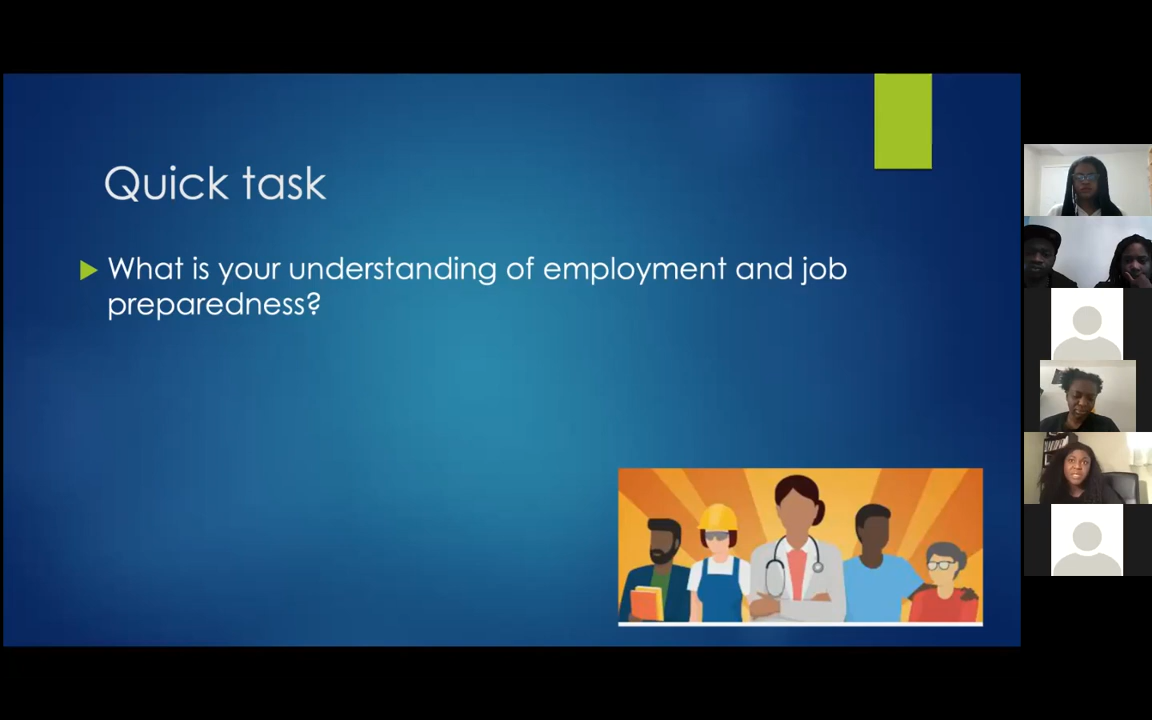 Quick task
What is your understanding of employment and job
preparedness?